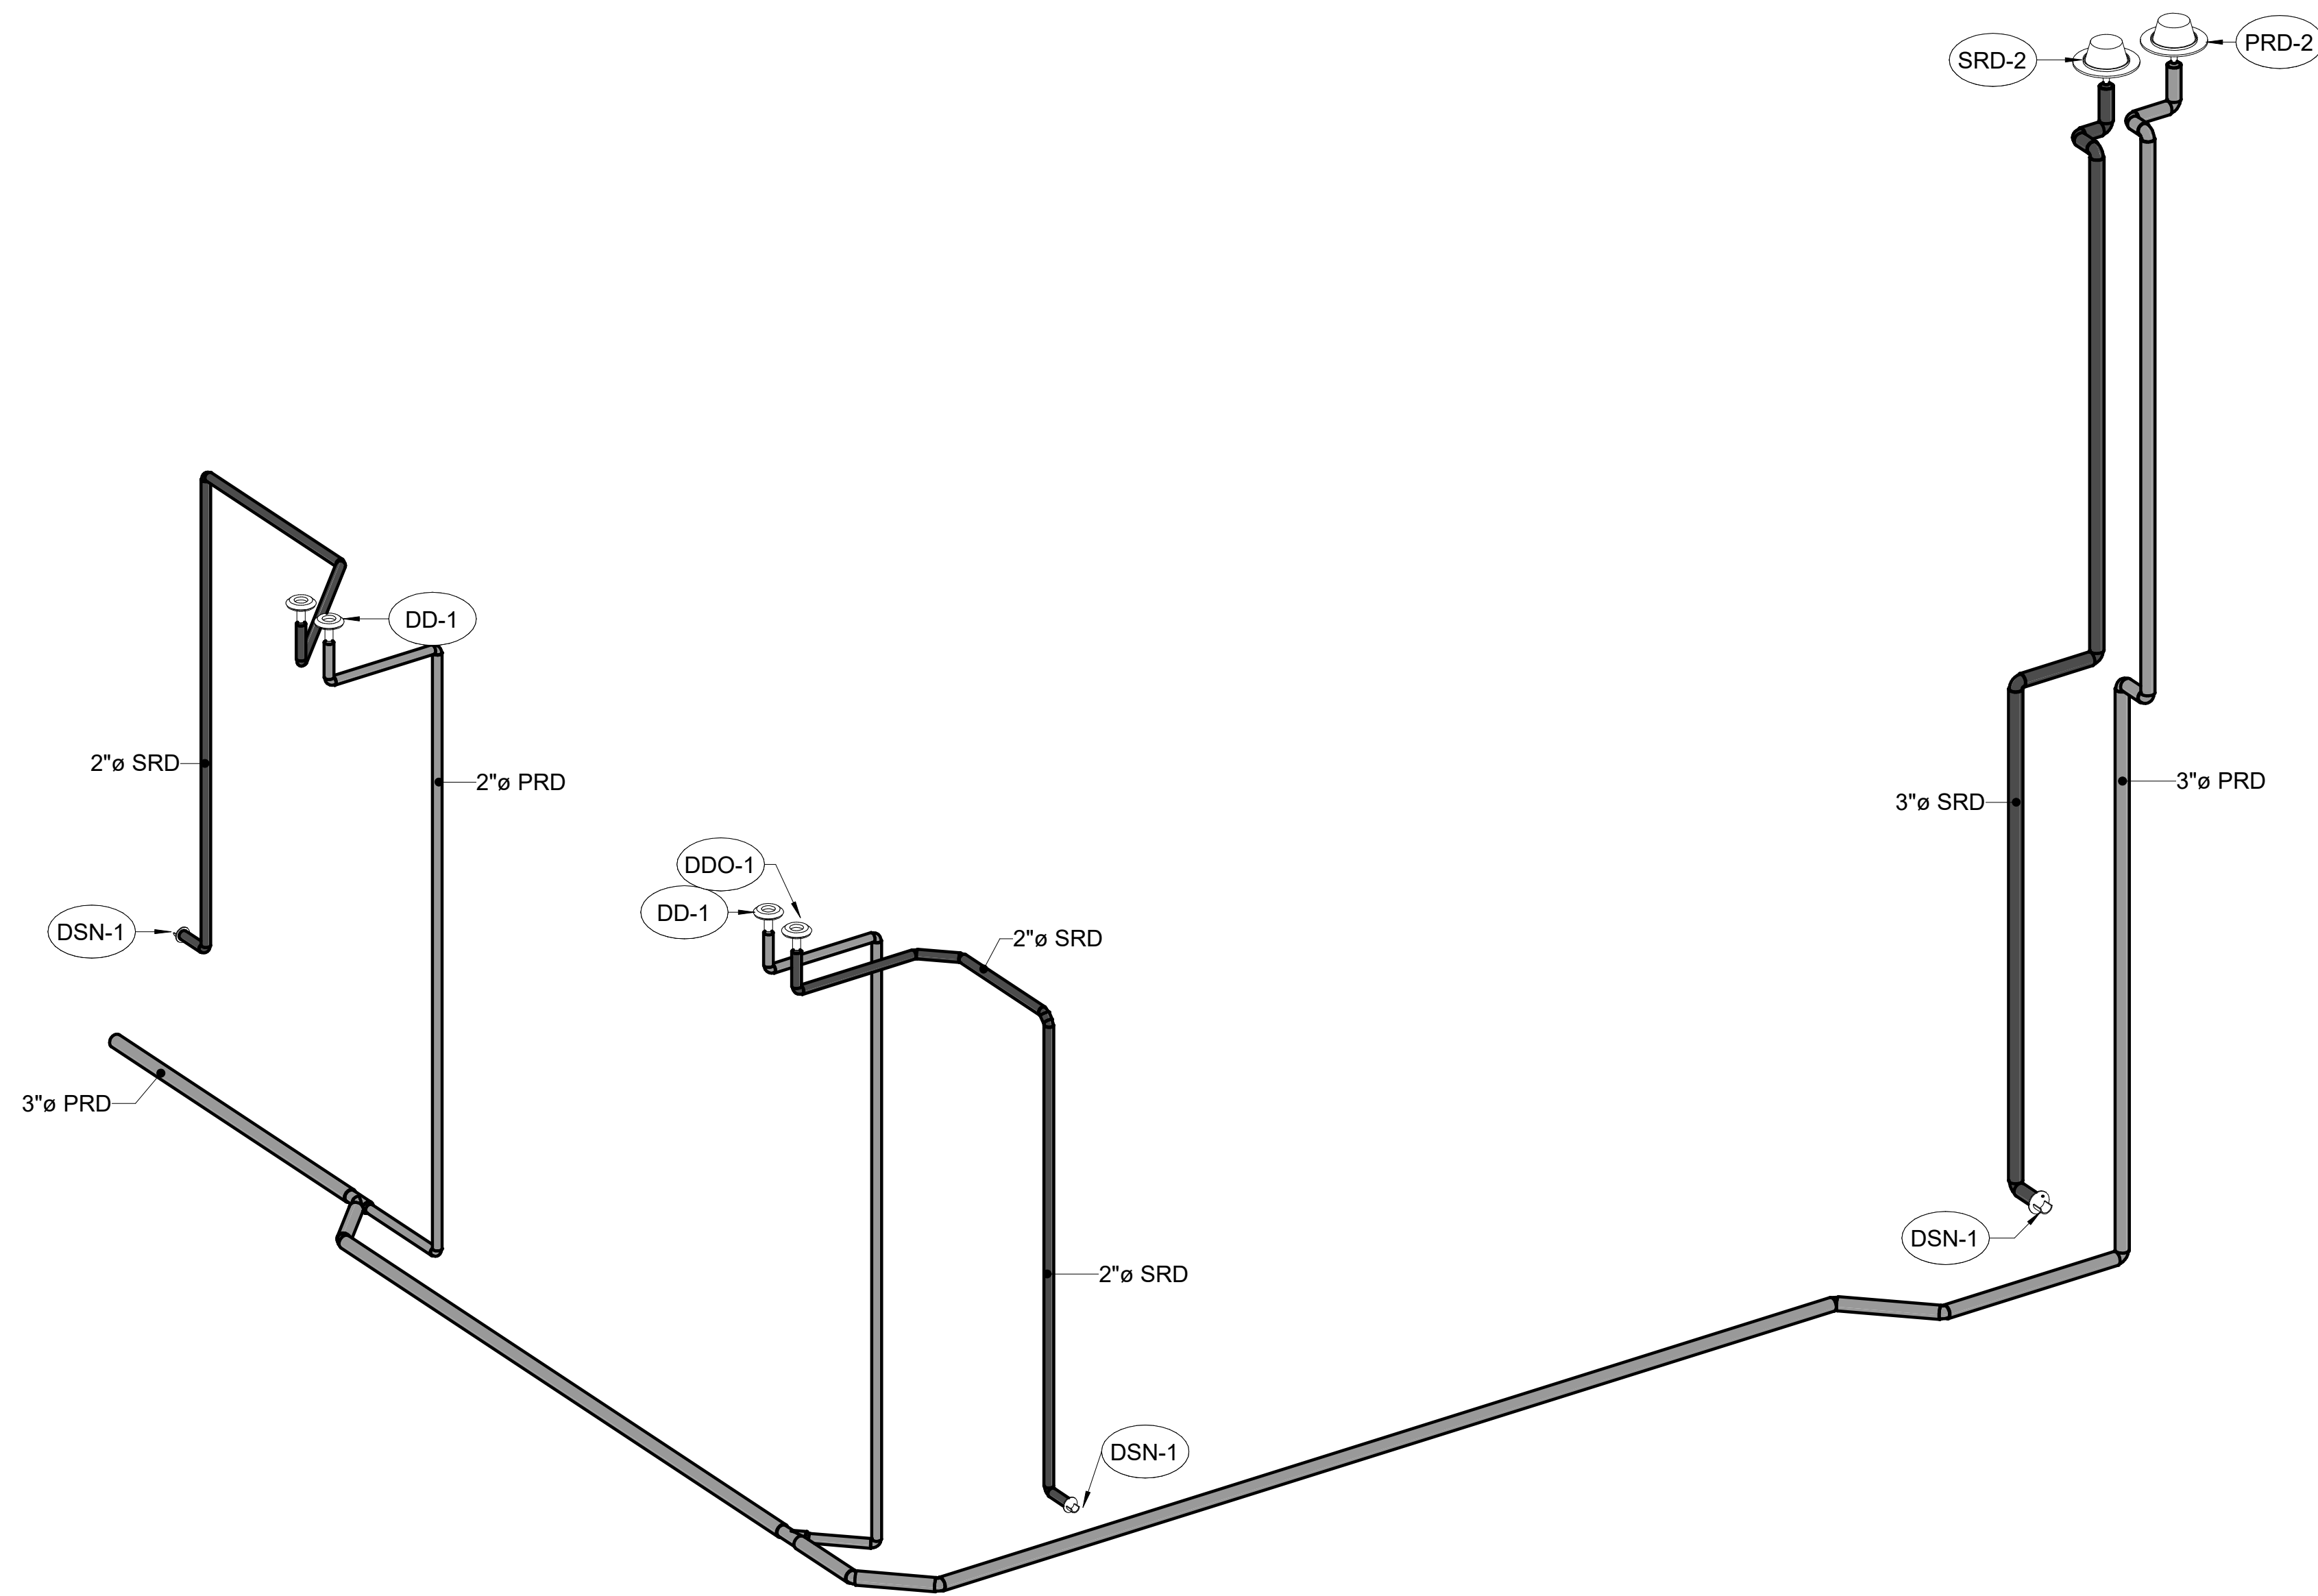 PRD-2
SRD-2
DD-1
2"ø SRD
2"ø PRD
3"ø PRD
3"ø SRD
DDO-1
DD-1
DSN-1
2"ø SRD
3"ø PRD
DSN-1
2"ø SRD
DSN-1